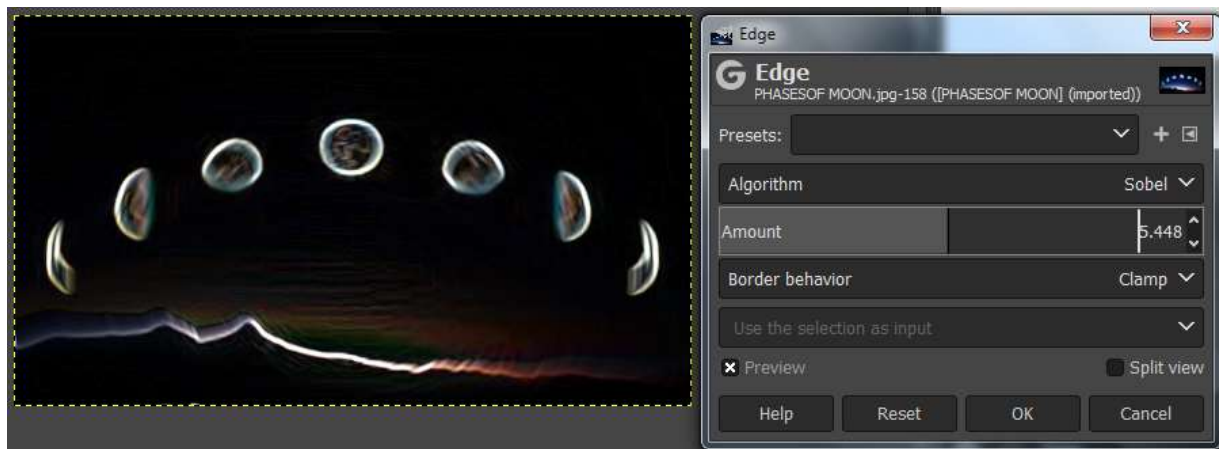 Edge
Edge
PHASESOF MOON.jpg-158 ([PHASESOF MOON] (imported))
Presets:
Algorithm Sobel
Amount 5.448
Border behavior Clamp
Use the selection as input
Preview Split view
Help Reset OK Cancel